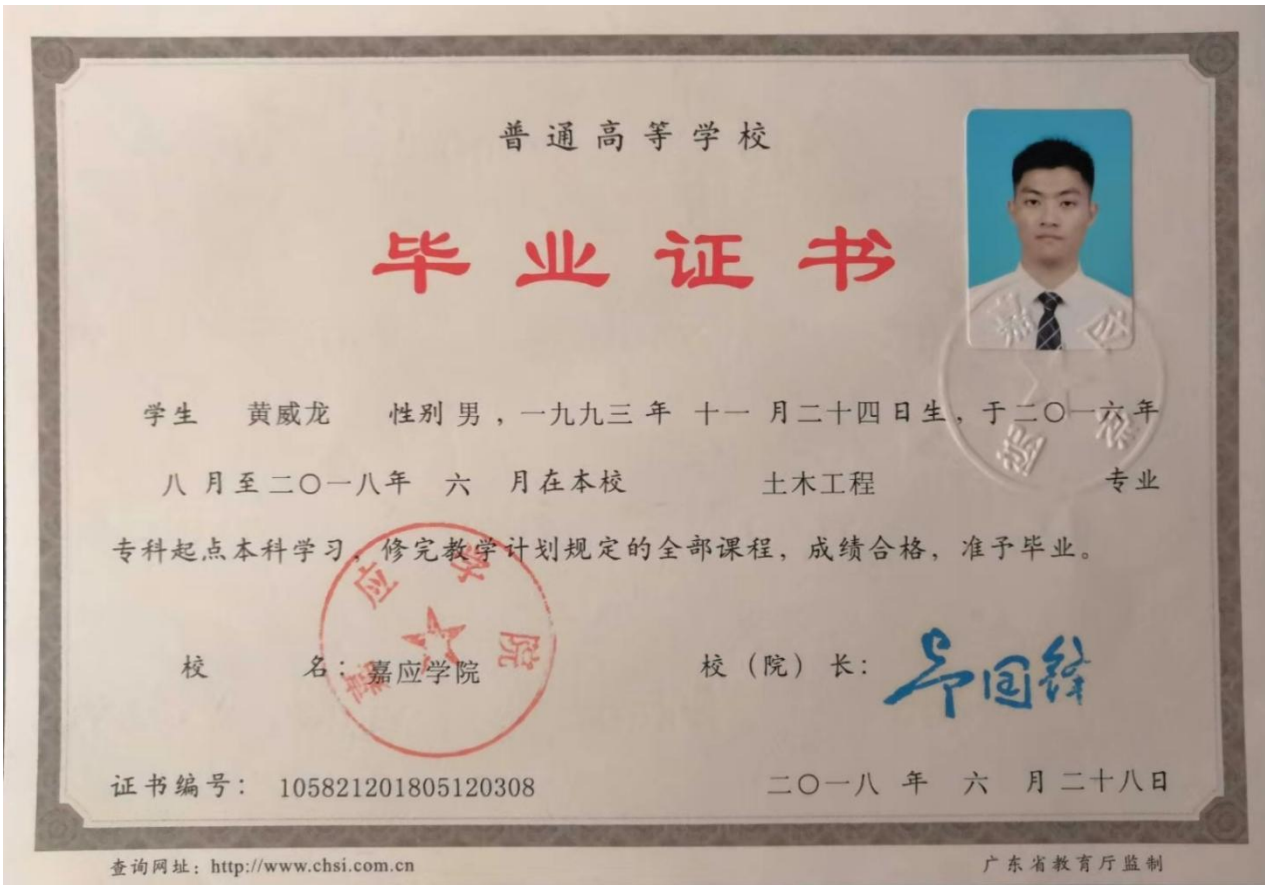 普通高等学校
毕业证书
学生 黄威龙 性别 男，一九九三 年 十一 月二十四日生，于二〇一六年
八 月至二〇一八年 六 月在本校 土木工程 专业
专科起点本科学习，修完教学计划规定的全部课程，成绩合格，准予毕业。
校 名：嘉应学院 校（院）长：
嘉应学院
证书编号： 105821201805120308 二〇一八 年 六 月 二十八日
查询网址：http://www.chsi.com.cn 广东省教育厅监制